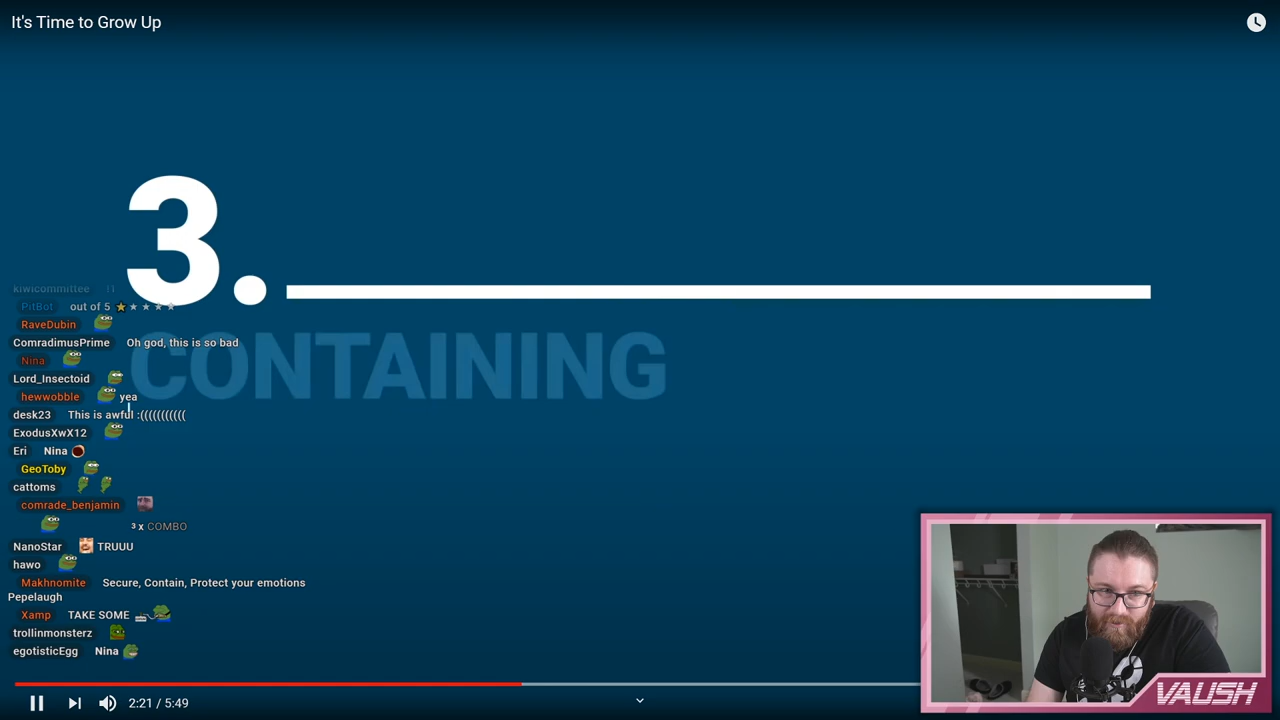 It's Time to Grow Up
3.
CONTAINING
kiwicommittee
PitBot out of 5
RaveDubin
ComradimusPrime Oh god, this is so bad
Nina
Lord_Insectoid
hewwobble yea
desk23 This is awful :(((((((((((
ExodusXwX12
Eri Nina
GeoToby
cattoms
comrade_benjamin
3 x COMBO
NanoStar TRUUU
hawo
Makhnomite Secure, Contain, Protect your emotions
Pepelaugh
Xamp TAKE SOME
trollinmonsterz
egotisticEgg Nina
2:21 / 5:49
VAUSH